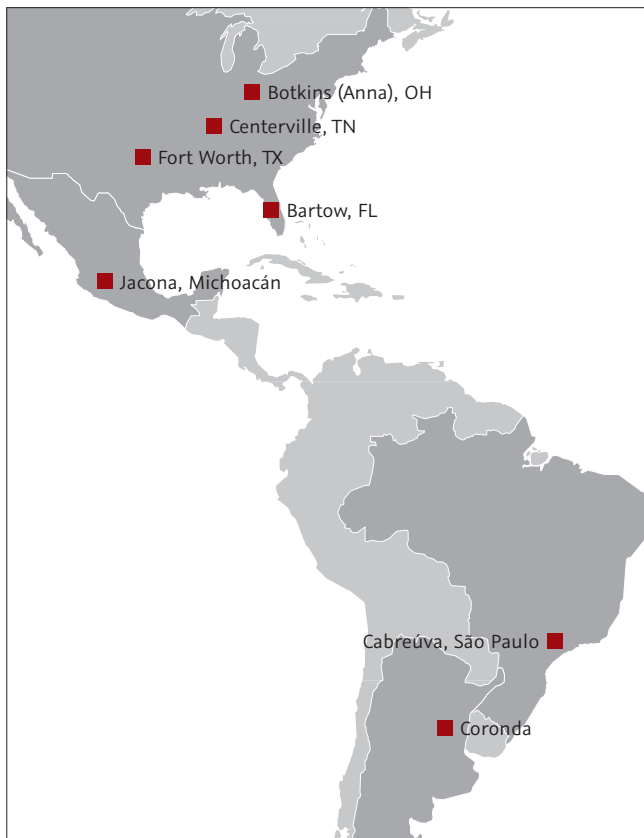 Botkins (Anna), OH
Centerville, TN
Fort Worth, TX
Bartow, FL
Jacona, Michoacán
Cabreúva, São Paulo
Coronda